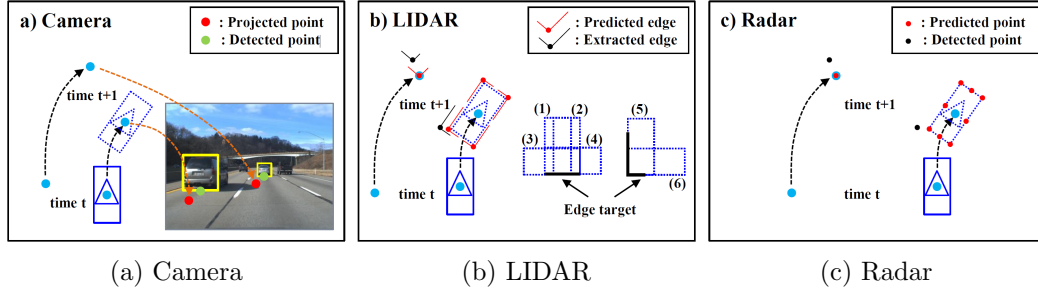 a) Camera
: Projected point
: Detected point
time t+1
time t
b) LIDAR
: Predicted edge
: Extracted edge
time t+1
time t
(1) (2)
(3) (4)
(5)
(6)
Edge target
c) Radar
: Predicted point
: Detected point
time t+1
time t
(a) Camera
(b) LIDAR
(c) Radar